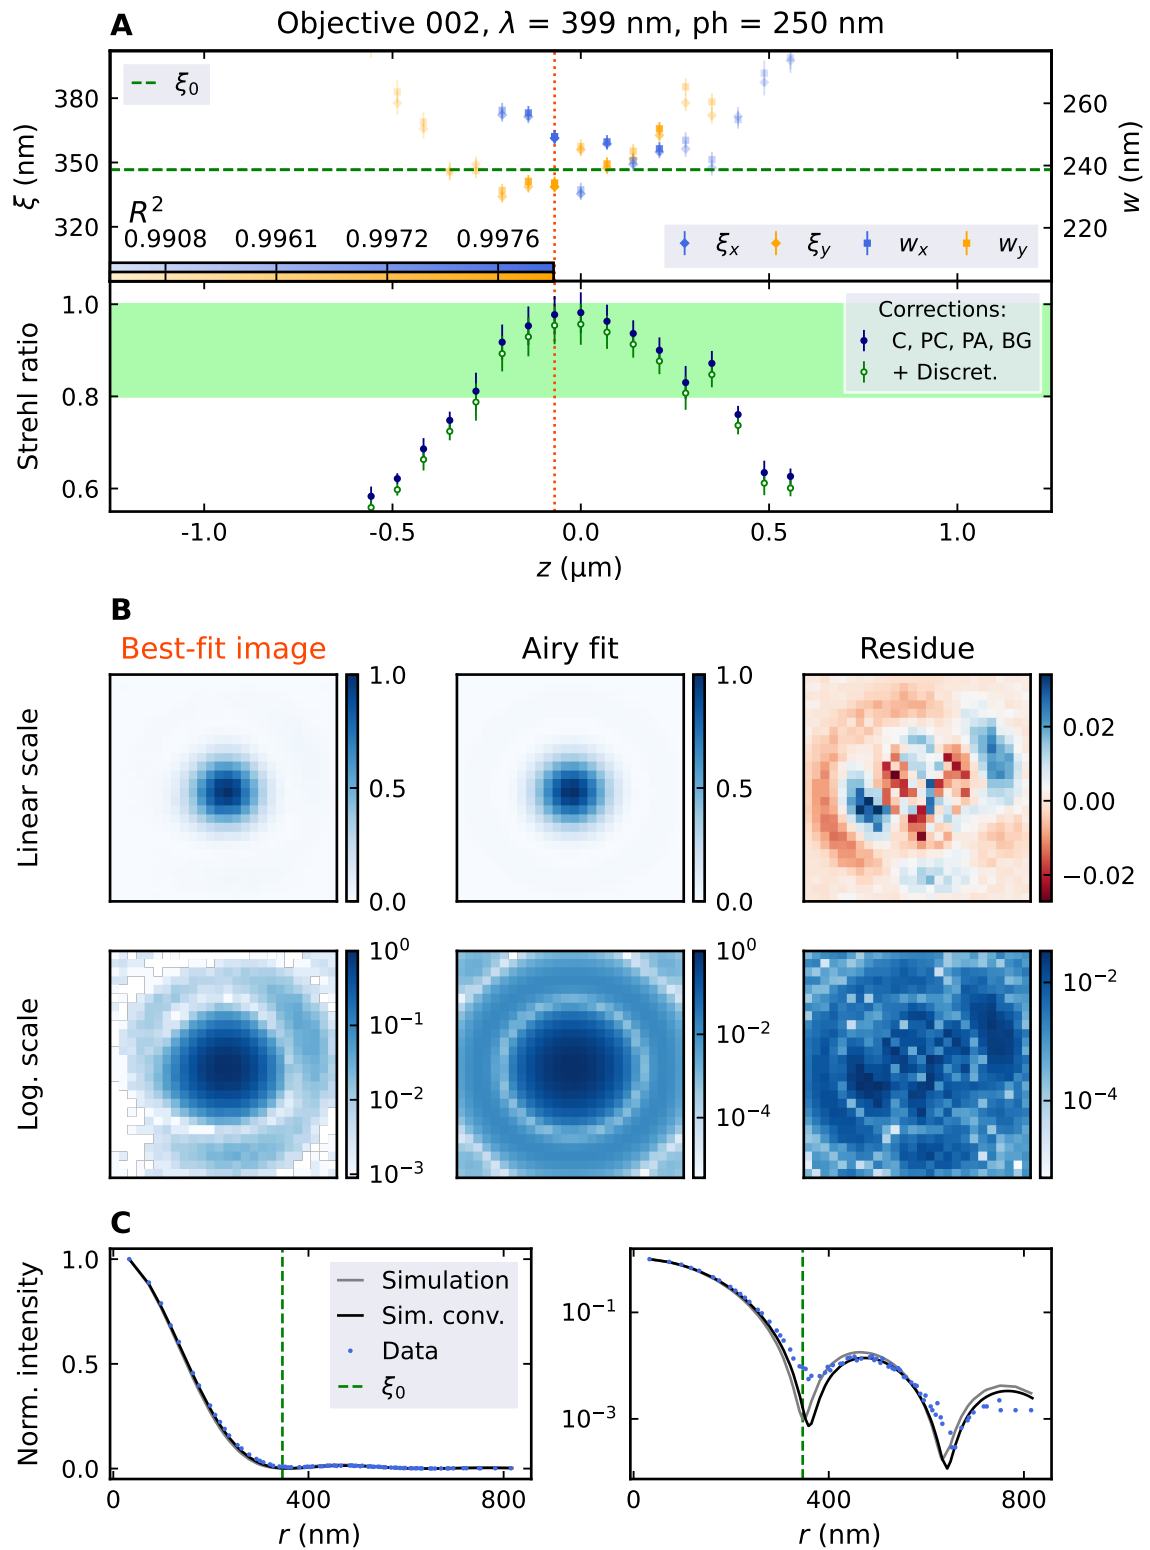 A
Objective 002, λ = 399 nm, ph = 250 nm
ξ (nm)
380
350
320
ξ₀
260
240
220
w (nm)
R²
0.9908 0.9961 0.9972 0.9976
ξₓ ξᵧ wₓ wᵧ
Strehl ratio
1.0
0.8
0.6
Corrections:
C, PC, PA, BG
+ Discret.
-1.0 -0.5 0.0 0.5 1.0
z (μm)
B
Best-fit image Airy fit Residue
Linear scale
1.0
0.5
0.0
1.0
0.5
0.0
0.02
0.00
−0.02
Log. scale
10⁰
10⁻¹
10⁻²
10⁻³
10⁰
10⁻²
10⁻⁴
10⁻²
10⁻⁴
C
Norm. intensity
1.0
0.5
0.0
Simulation
Sim. conv.
Data
ξ₀
0 400 800
r (nm)
10⁻¹
10⁻³
0 400 800
r (nm)